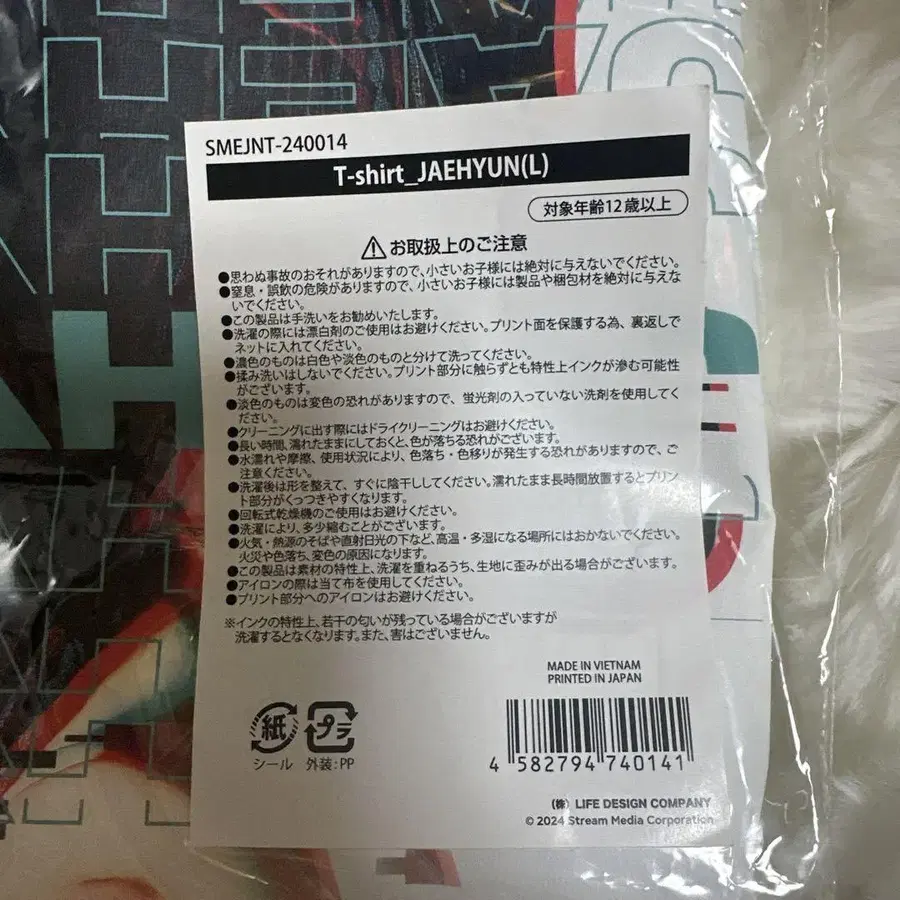 SMEJNT-240014
T-shirt_JAEHYUN(L)
対象年齢12歳以上
お取扱上のご注意
●思わぬ事故のおそれがありますので、小さいお子様には絶対に与えないでください。
●窒息・誤飲の危険がありますので、小さいお子様には製品や梱包材を絶対に与えな
いでください。
●この製品は手洗いをお勧めいたします。
●洗濯の際には漂白剤のご使用はお避けください。プリント面を保護する為、裏返しで
ネットに入れてください。
●濃色のものは白色や淡色のものと分けて洗ってください。
●揉み洗いはしないでください。プリント部分に触らずとも特性上インクが滲む可能性
がございます。
●淡色のものは変色の恐れがありますので、蛍光剤の入っていない洗剤を使用してく
ださい。
●クリーニングに出す際にはドライクリーニングはお避けください。
●長い時間、濡れたままにしておくと、色が落ちる恐れがございます。
●水濡れや摩擦、使用状況により、色落ち・色移りが発生する恐れがありますので、ご
注意ください。
●洗濯後は形を整えて、すぐに陰干ししてください。濡れたまま長時間放置するとプリン
ト部分がくっつきやすくなります。
●回転式乾燥機のご使用はお避けください。
●洗濯により、多少縮むことがございます。
●火気・熱源のそばや直射日光の下など、高温・多湿になる場所にはおかないでください。
火災や色落ち、変色の原因になります。
●この製品は素材の特性上、洗濯を重ねるうち、生地に歪みが出る場合がございます。
●アイロンの際は当て布を使用してください。
●プリント部分へのアイロンはお避けください。
※インクの特性上、若干の匂いが残っている場合がございますが
洗濯するとなくなります。また、害はございません。
MADE IN VIETNAM
PRINTED IN JAPAN
紙
プラ
シール 外装:PP
4 582794 740141
(株) LIFE DESIGN COMPANY
© 2024 Stream Media Corporation